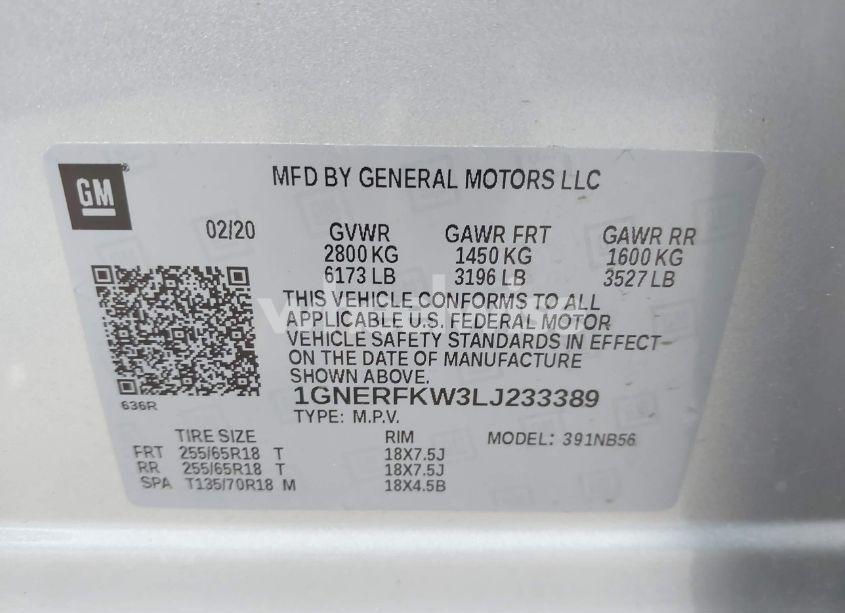 GM
MFD BY GENERAL MOTORS LLC
02/20 GVWR GAWR FRT GAWR RR
2800 KG 1450 KG 1600 KG
6173 LB 3196 LB 3527 LB
THIS VEHICLE CONFORMS TO ALL
APPLICABLE U.S. FEDERAL MOTOR
VEHICLE SAFETY STANDARDS IN EFFECT
ON THE DATE OF MANUFACTURE
SHOWN ABOVE.
1GNERFKW3LJ233389
636R
TYPE: M.P.V.
TIRE SIZE RIM MODEL: 391NB56
FRT 255/65R18 T 18X7.5J
RR 255/65R18 T 18X7.5J
SPA T135/70R18 M 18X4.5B